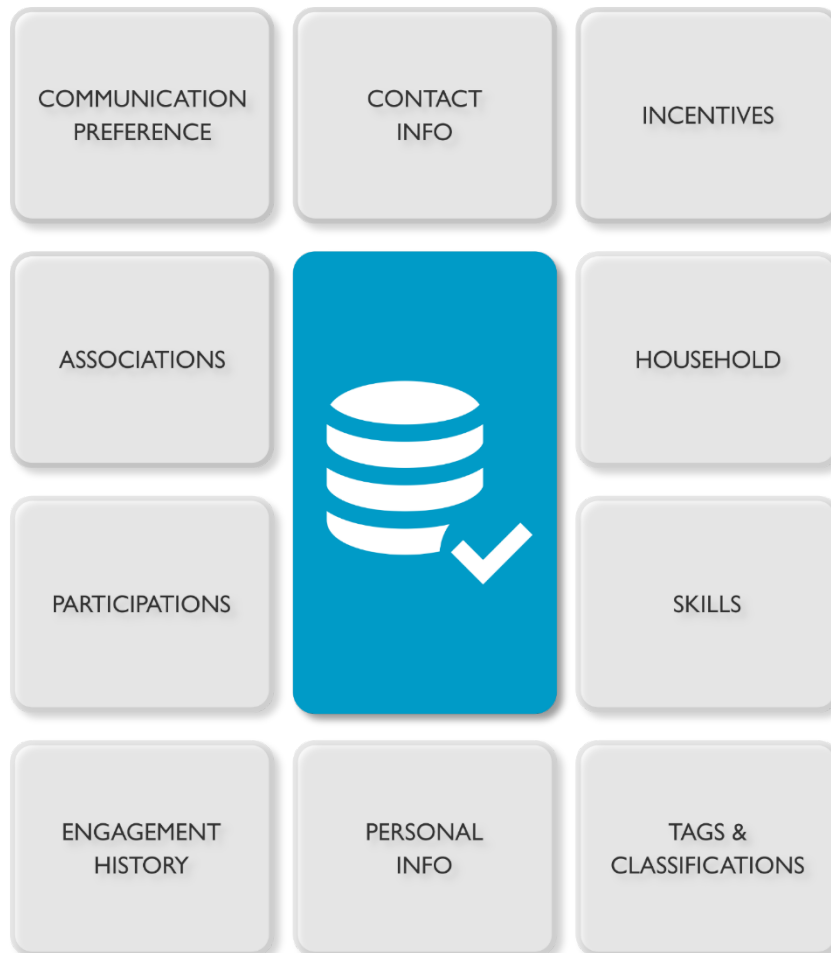 COMMUNICATION
PREFERENCE
CONTACT
INFO
INCENTIVES
ASSOCIATIONS
HOUSEHOLD
PARTICIPATIONS
SKILLS
ENGAGEMENT
HISTORY
PERSONAL
INFO
TAGS &
CLASSIFICATIONS